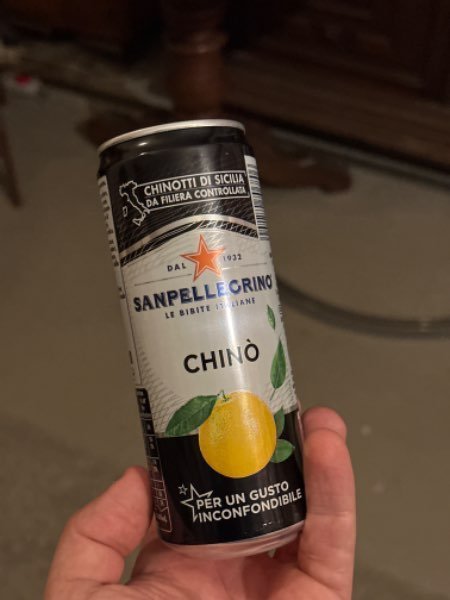 CHINOTTI DI SICILIA
DA FILIERA CONTROLLATA
DAL 1932
SANPELLEGRINO
LE BIBITE ITALIANE
CHINÒ
PER UN GUSTO
INCONFONDIBILE